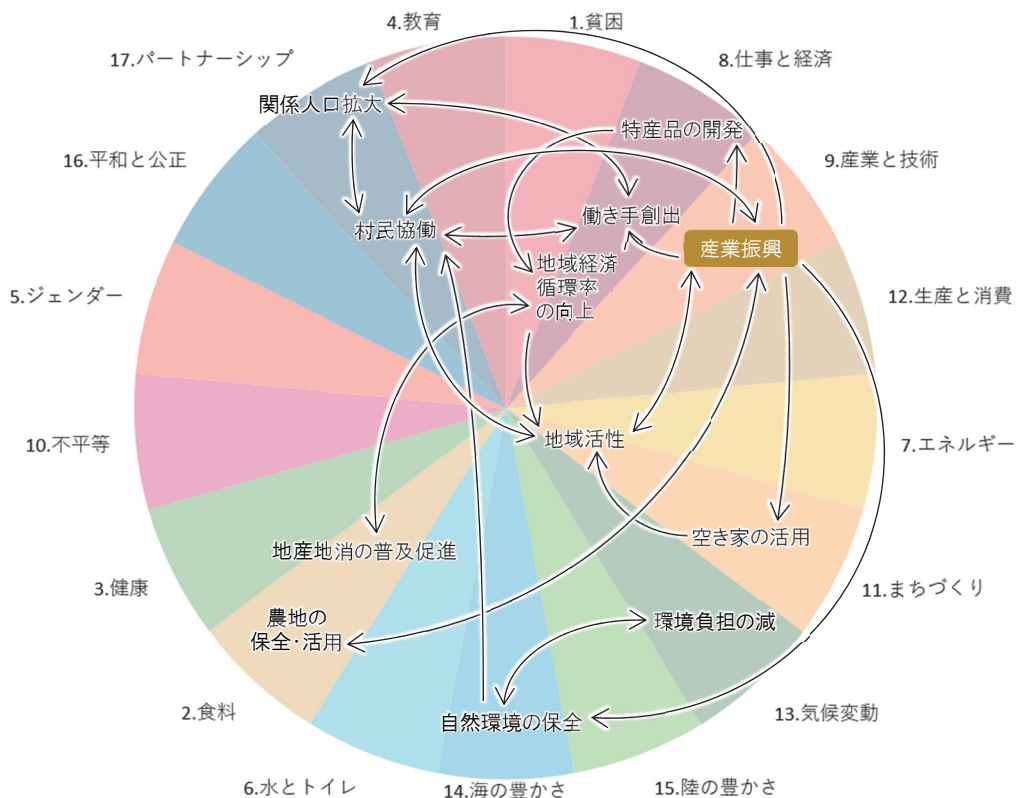 4.教育
1.貧困
17.パートナーシップ
8.仕事と経済
関係人口拡大
特産品の開発
16.平和と公正
9.産業と技術
働き手創出
村民協働
産業振興
地域経済
循環率
の向上
5.ジェンダー
12.生産と消費
地域活性
10.不平等
7.エネルギー
空き家の活用
地産地消の普及促進
3.健康
11.まちづくり
農地の
保全・活用
環境負担の減
2.食料
13.気候変動
自然環境の保全
6.水とトイレ
14.海の豊かさ
15.陸の豊かさ